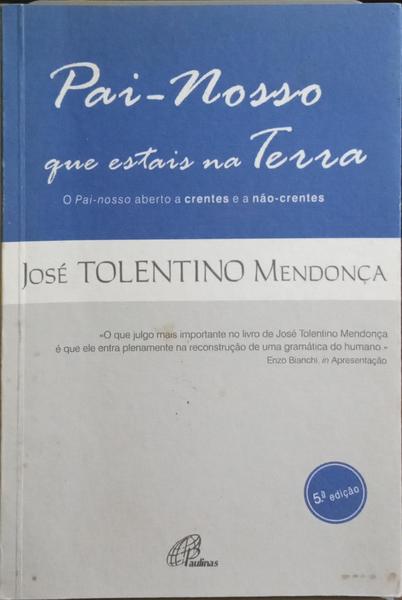 Pai-Nosso
que estais na Terra
O Pai-nosso aberto a crentes e a não-crentes
JOSÉ TOLENTINO MENDONÇA
«O que julgo mais importante no livro de José Tolentino Mendonça
é que ele entra plenamente na reconstrução de uma gramática do humano.»
Enzo Bianchi, in Apresentação
5.ª edição
Paulinas